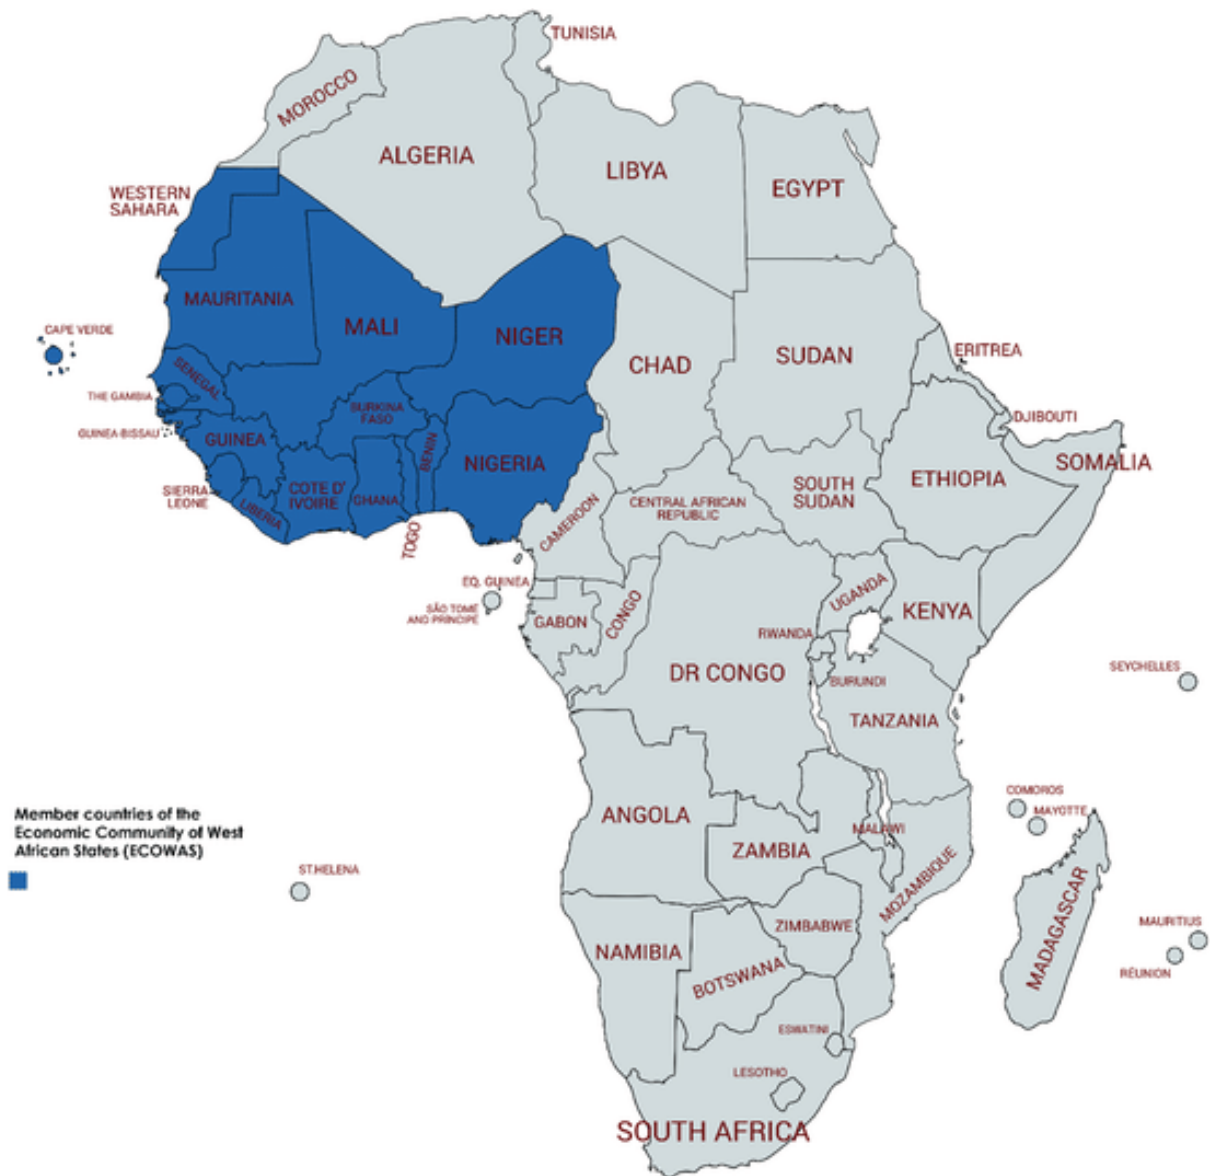 TUNISIA
MOROCCO
ALGERIA
LIBYA
EGYPT
WESTERN
SAHARA
MAURITANIA
MALI
NIGER
CAPE VERDE
CHAD
SUDAN
ERITREA
SENEGAL
THE GAMBIA
BURKINA
FASO
DJIBOUTI
GUINEA-BISSAU
GUINEA
BENIN
NIGERIA
SOMALIA
ETHIOPIA
SOUTH
SUDAN
SIERRA
LEONE
LIBERIA
COTE D'
IVOIRE
GHANA
CENTRAL AFRICAN
REPUBLIC
TOGO
CAMEROON
EQ. GUINEA
SÃO TOMÉ
AND PRÍNCIPE
GABON
CONGO
UGANDA
KENYA
RWANDA
DR CONGO
BURUNDI
SEYCHELLES
TANZANIA
COMOROS
MAYOTTE
Member countries of the
Economic Community of West
African States (ECOWAS)
ANGOLA
MALAWI
ZAMBIA
ST.HELENA
MOZAMBIQUE
MADAGASCAR
ZIMBABWE
MAURITIUS
NAMIBIA
BOTSWANA
RÉUNION
ESWATINI
LESOTHO
SOUTH AFRICA